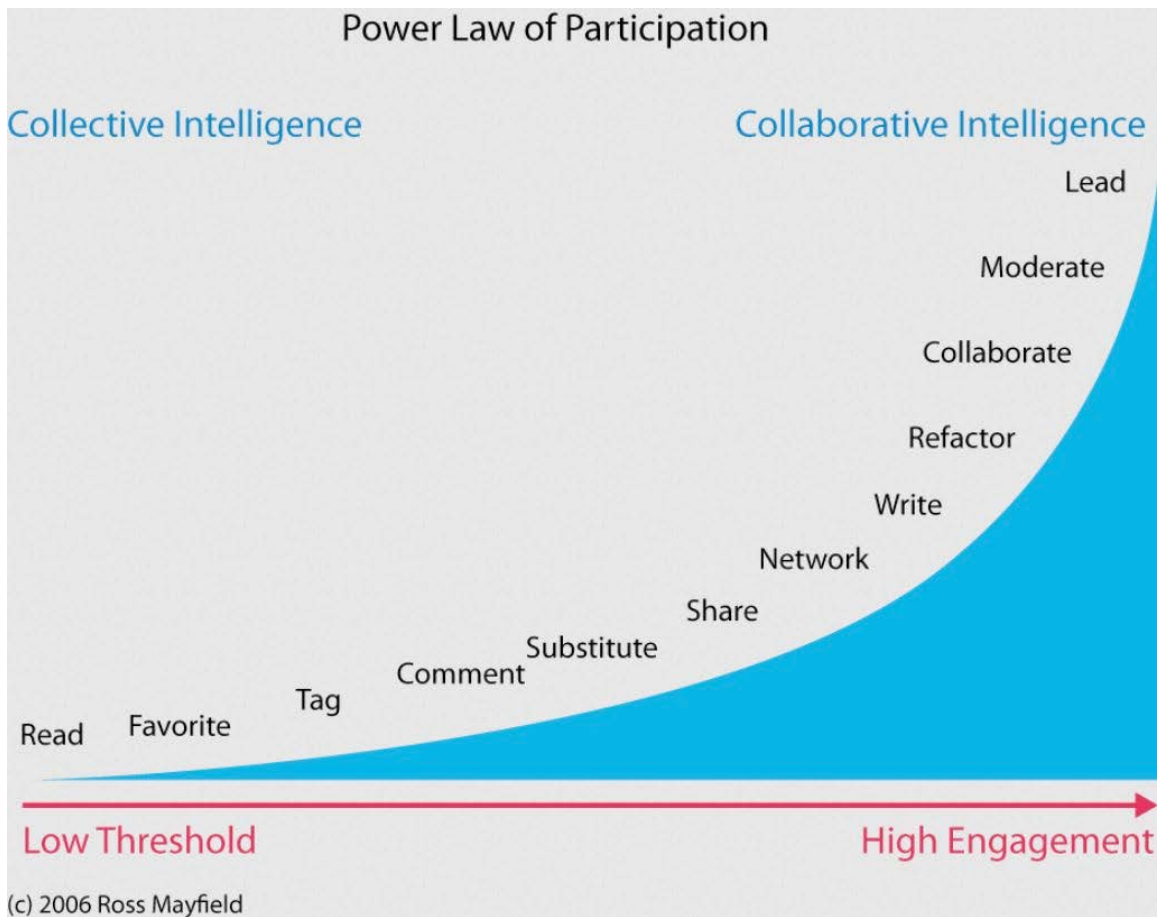 Power Law of Participation
Collective Intelligence
Collaborative Intelligence
Lead
Moderate
Collaborate
Refactor
Write
Network
Share
Substitute
Comment
Tag
Favorite
Read
Low Threshold
High Engagement
(c) 2006 Ross Mayfield